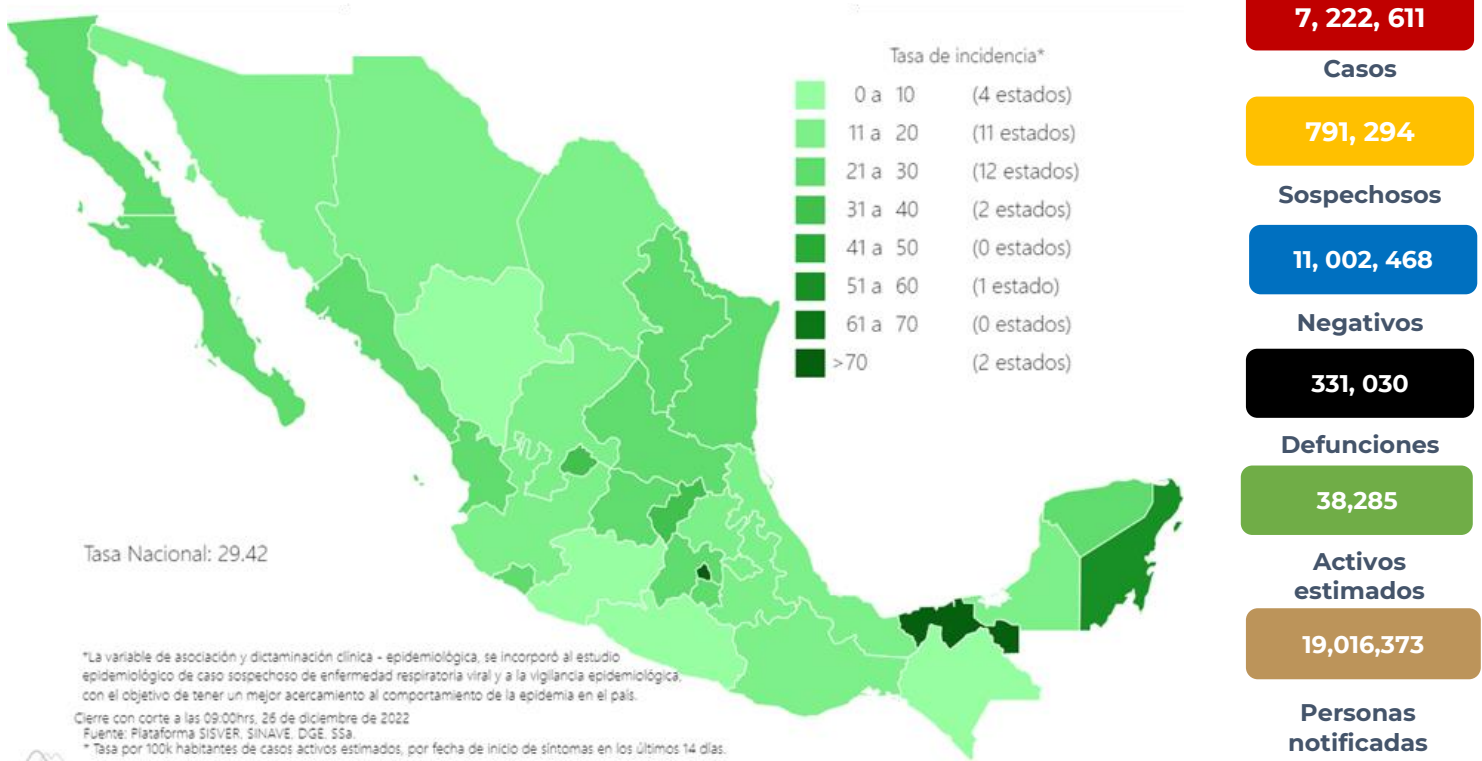 Tasa de incidencia*
0 a 10 (4 estados)
11 a 20 (11 estados)
21 a 30 (12 estados)
31 a 40 (2 estados)
41 a 50 (0 estados)
51 a 60 (1 estado)
61 a 70 (0 estados)
>70 (2 estados)
7, 222, 611
Casos
791, 294
Sospechosos
11, 002, 468
Negativos
331, 030
Defunciones
38,285
Activos
estimados
19,016,373
Personas
notificadas
Tasa Nacional: 29.42
*La variable de asociación y dictaminación clínica - epidemiológica, se incorporó al estudio
epidemiológico de caso sospechoso de enfermedad respiratoria viral y a la vigilancia epidemiológica,
con el objetivo de tener un mejor acercamiento al comportamiento de la epidemia en el país.
Cierre con corte a las 09:00hrs, 26 de diciembre de 2022
Fuente: Plataforma SISVER, SINAVE, DGE, SSa.
* Tasa por 100k habitantes de casos activos estimados, por fecha de inicio de síntomas en los últimos 14 días.